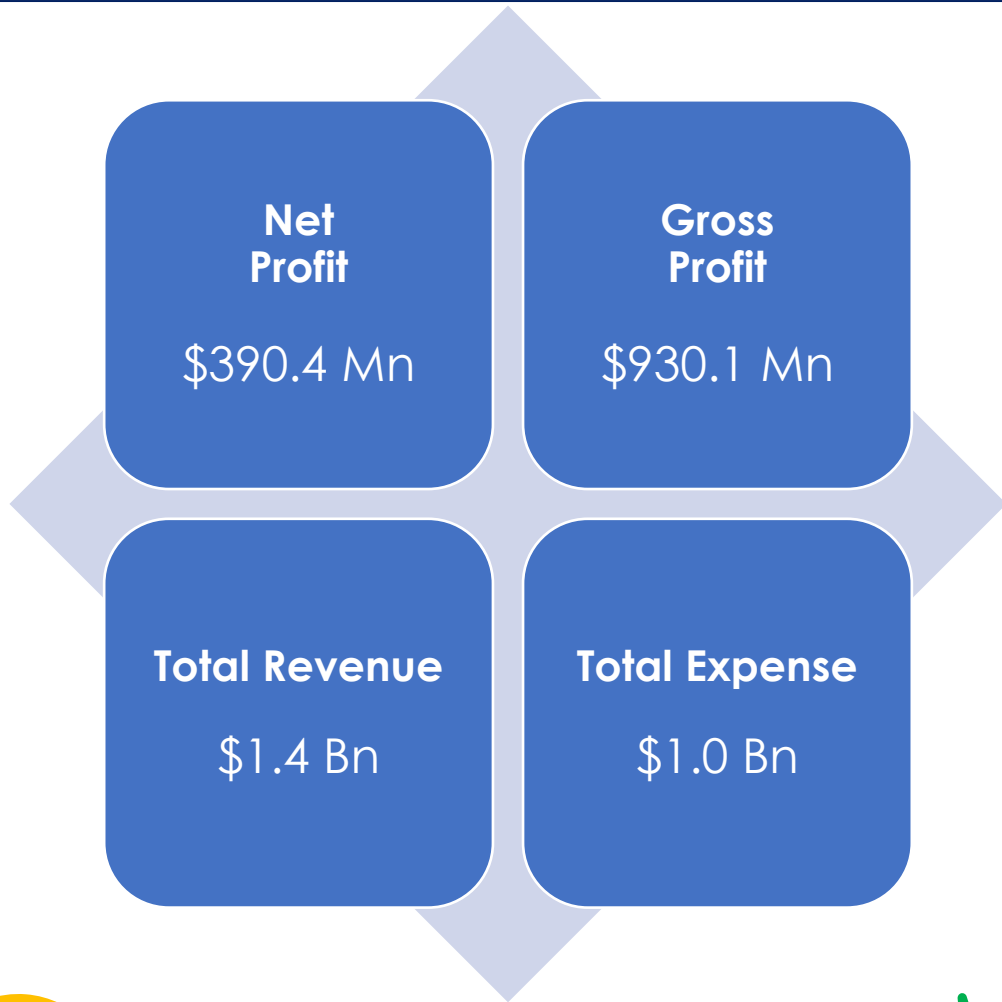 Net
Profit
$390.4 Mn
Gross
Profit
$930.1 Mn
Total Revenue
$1.4 Bn
Total Expense
$1.0 Bn